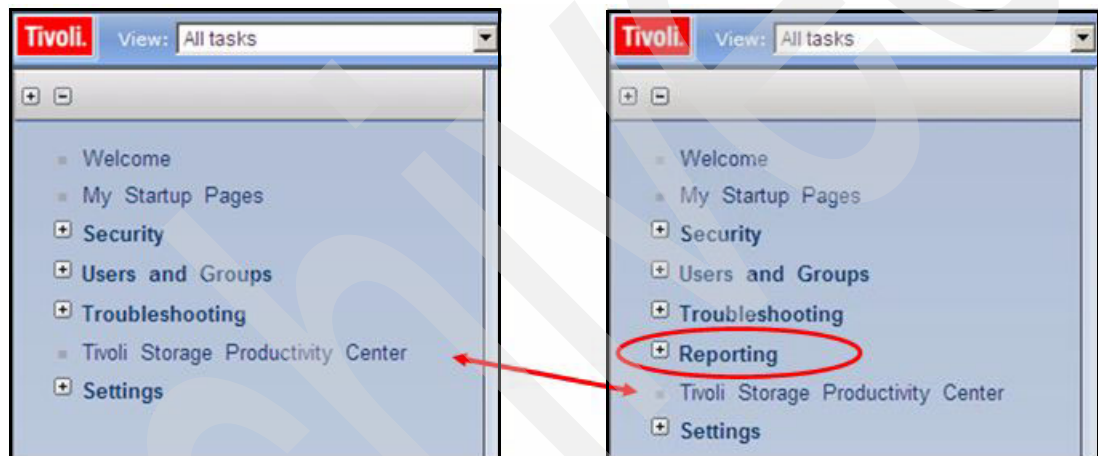 Tivoli. View: All tasks
Welcome
My Startup Pages
Security
Users and Groups
Troubleshooting
Tivoli Storage Productivity Center
Settings
Tivoli. View: All tasks
Welcome
My Startup Pages
Security
Users and Groups
Troubleshooting
Reporting
Tivoli Storage Productivity Center
Settings